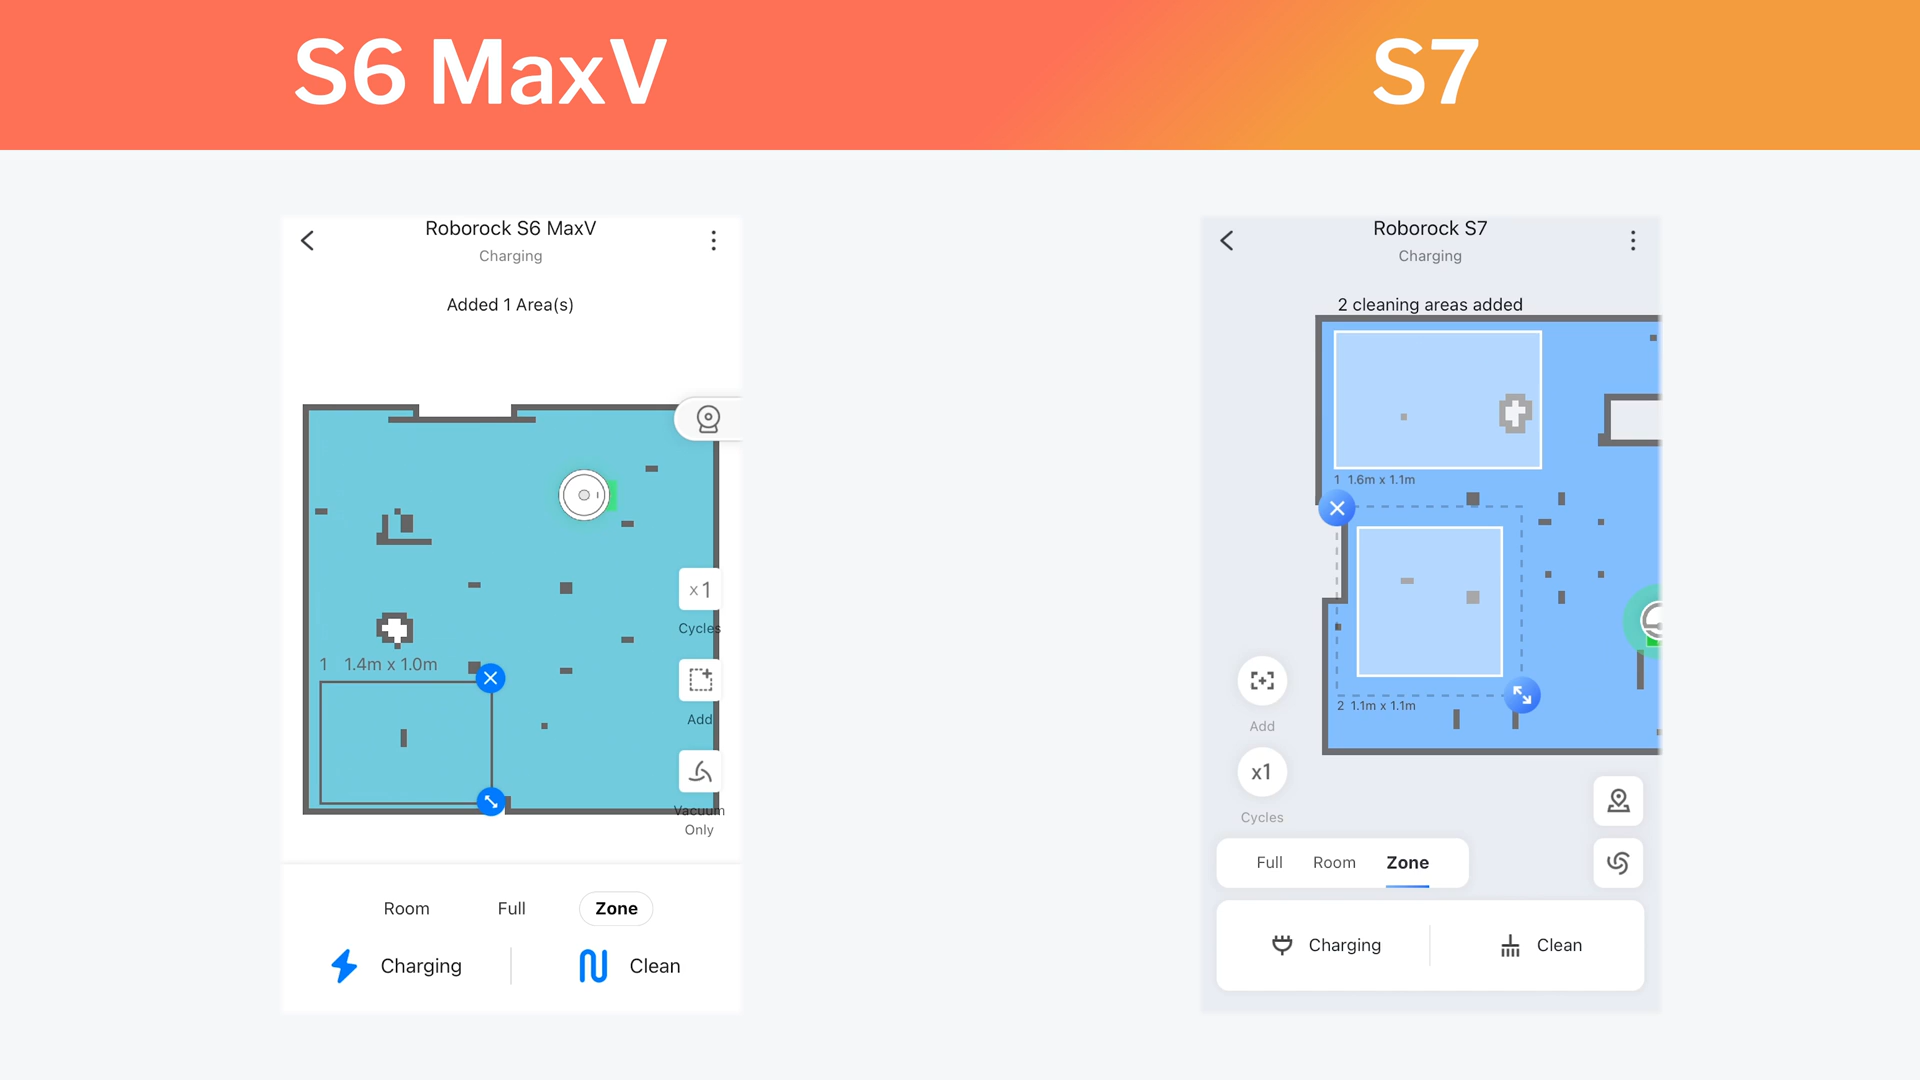 S6 MaxV
S7
Roborock S6 MaxV
Charging
Added 1 Area(s)
x1
Cycles
1 1.4m x 1.0m
Add
Vacuum
Only
Room Full Zone
Charging Clean
Roborock S7
Charging
2 cleaning areas added
1 1.6m x 1.1m
2 1.1m x 1.1m
Add
x1
Cycles
Full Room Zone
Charging Clean